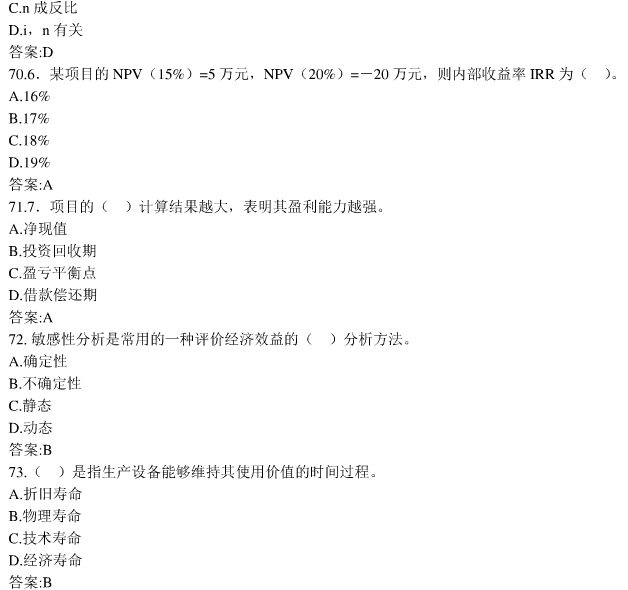 C.n 成反比
D.i，n 有关
答案:D
70.6．某项目的 NPV（15%）=5 万元，NPV（20%）=－20 万元，则内部收益率 IRR 为（　）。
A.16%
B.17%
C.18%
D.19%
答案:A
71.7．项目的（　）计算结果越大，表明其盈利能力越强。
A.净现值
B.投资回收期
C.盈亏平衡点
D.借款偿还期
答案:A
72. 敏感性分析是常用的一种评价经济效益的（　）分析方法。
A.确定性
B.不确定性
C.静态
D.动态
答案:B
73.（　）是指生产设备能够维持其使用价值的时间过程。
A.折旧寿命
B.物理寿命
C.技术寿命
D.经济寿命
答案:B